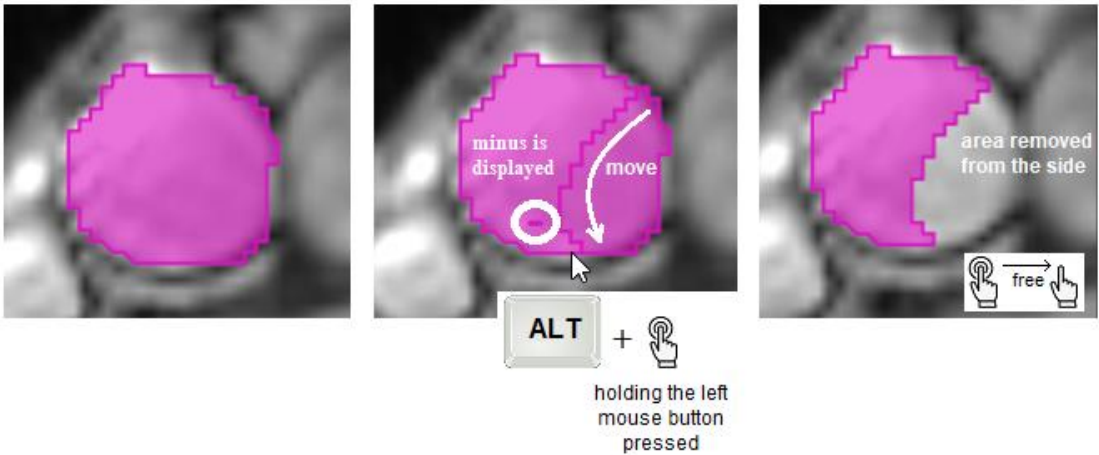 minus is
displayed
move
area removed
from the side
free
ALT
+
holding the left
mouse button
pressed